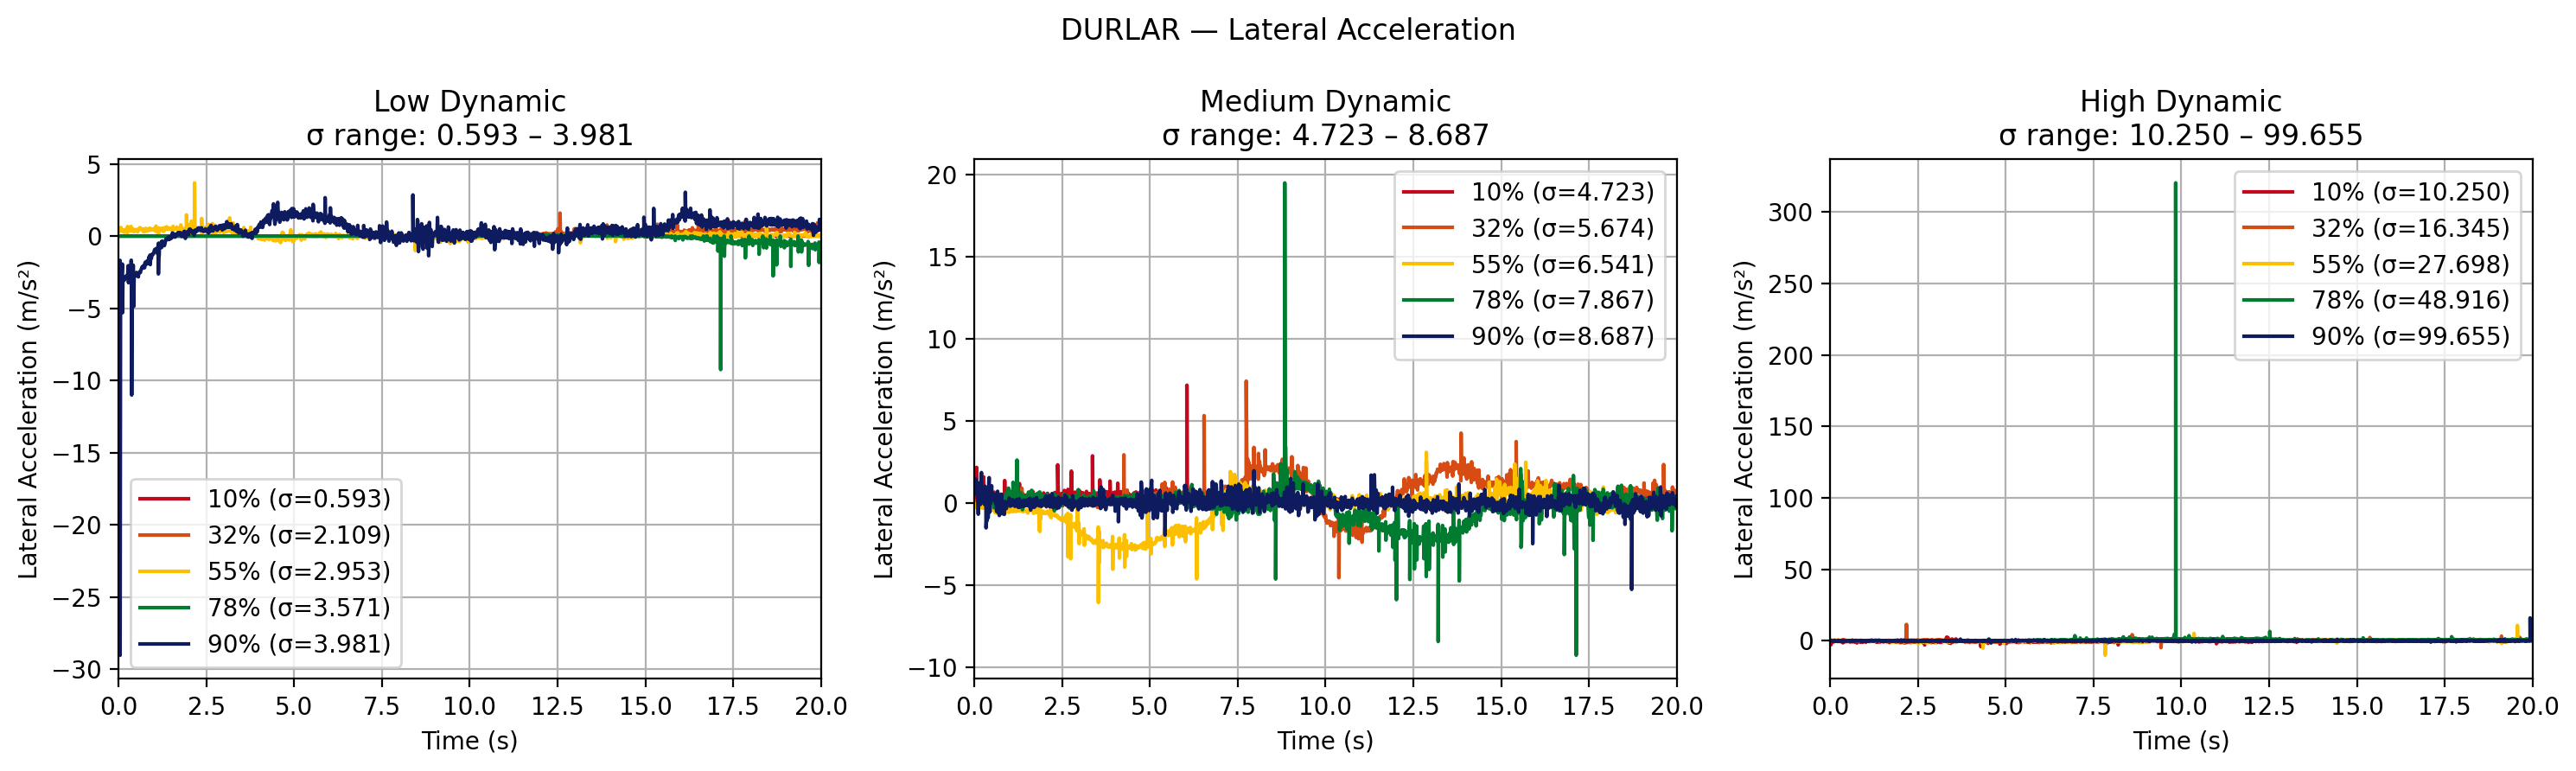 DURLAR — Lateral Acceleration
Low Dynamic
σ range: 0.593 – 3.981
Lateral Acceleration (m/s²)
5
0
−5
−10
−15
−20
−25
−30
10% (σ=0.593)
32% (σ=2.109)
55% (σ=2.953)
78% (σ=3.571)
90% (σ=3.981)
0.0 2.5 5.0 7.5 10.0 12.5 15.0 17.5 20.0
Time (s)
Medium Dynamic
σ range: 4.723 – 8.687
Lateral Acceleration (m/s²)
20
15
10
5
0
−5
−10
10% (σ=4.723)
32% (σ=5.674)
55% (σ=6.541)
78% (σ=7.867)
90% (σ=8.687)
0.0 2.5 5.0 7.5 10.0 12.5 15.0 17.5 20.0
Time (s)
High Dynamic
σ range: 10.250 – 99.655
Lateral Acceleration (m/s²)
300
250
200
150
100
50
0
10% (σ=10.250)
32% (σ=16.345)
55% (σ=27.698)
78% (σ=48.916)
90% (σ=99.655)
0.0 2.5 5.0 7.5 10.0 12.5 15.0 17.5 20.0
Time (s)